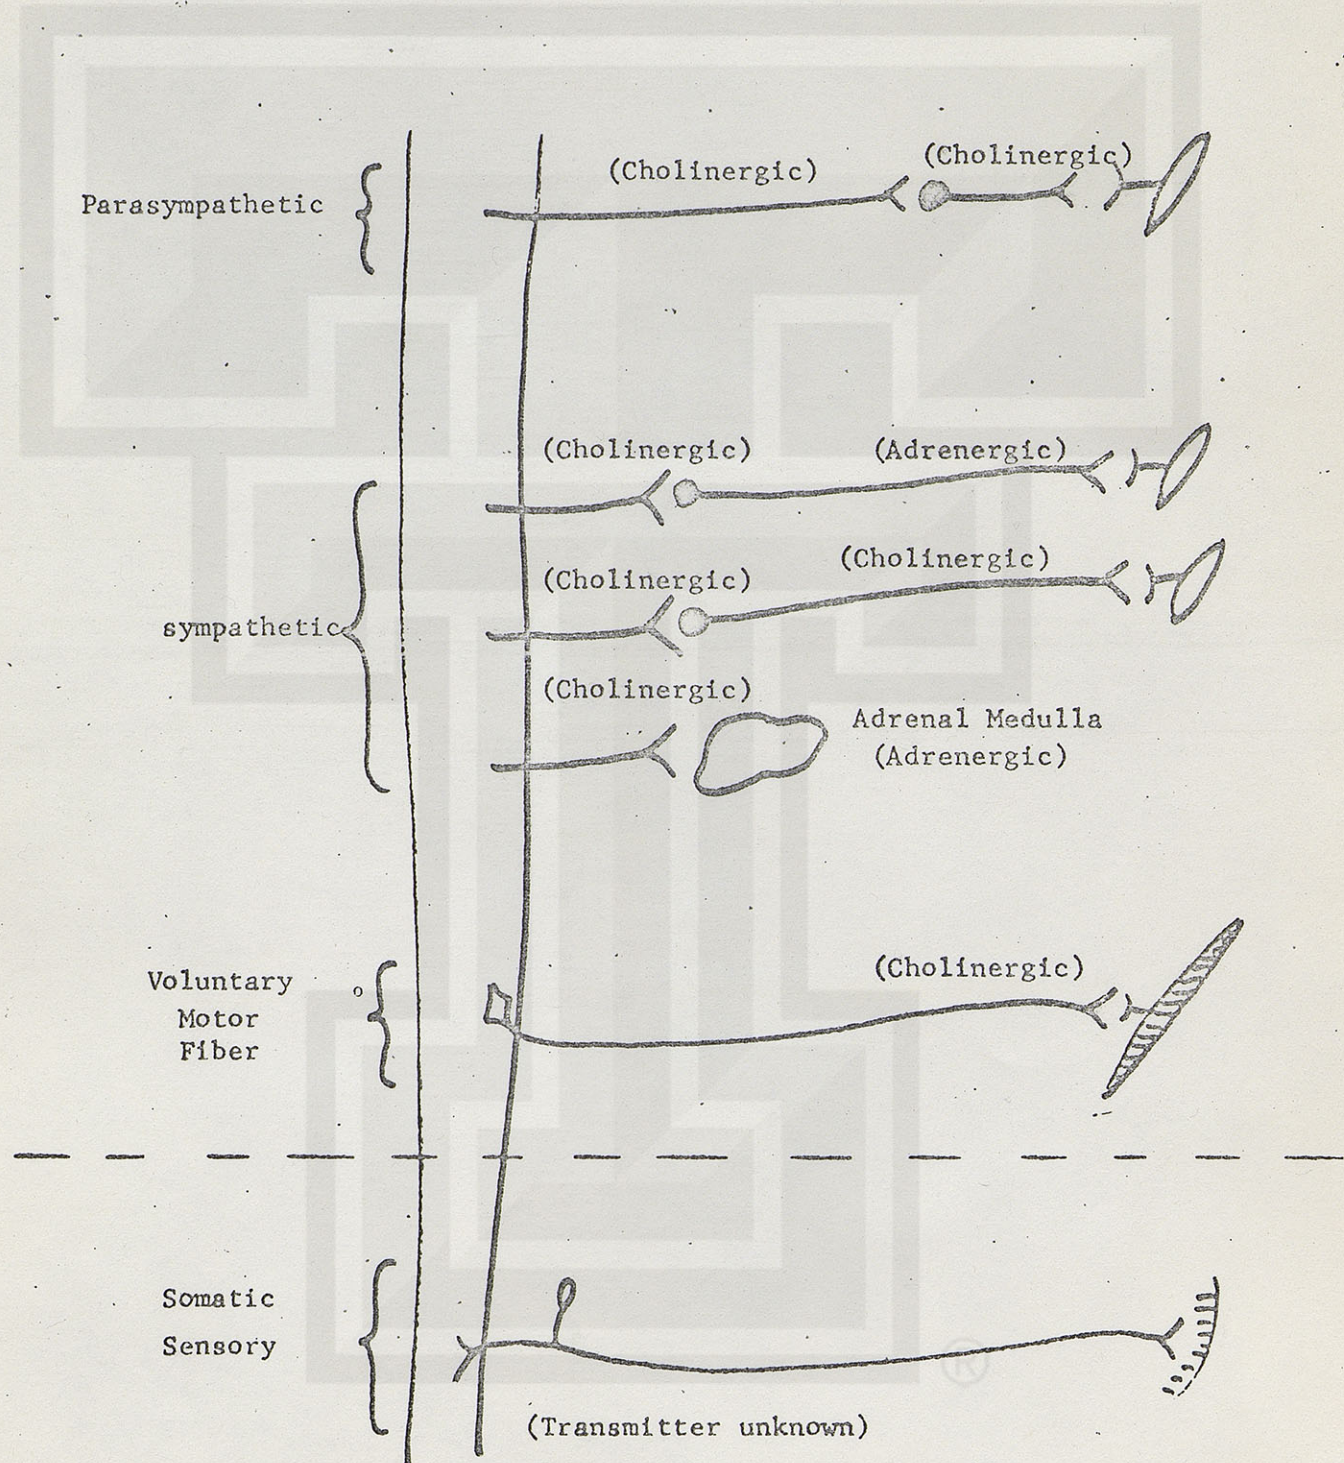 (Cholinergic) (Cholinergic)
Parasympathetic
(Cholinergic) (Adrenergic)
(Cholinergic)
(Cholinergic)
sympathetic
(Cholinergic)
Adrenal Medulla
(Adrenergic)
Voluntary
Motor
Fiber
(Cholinergic)
Somatic
Sensory
(Transmitter unknown)
®